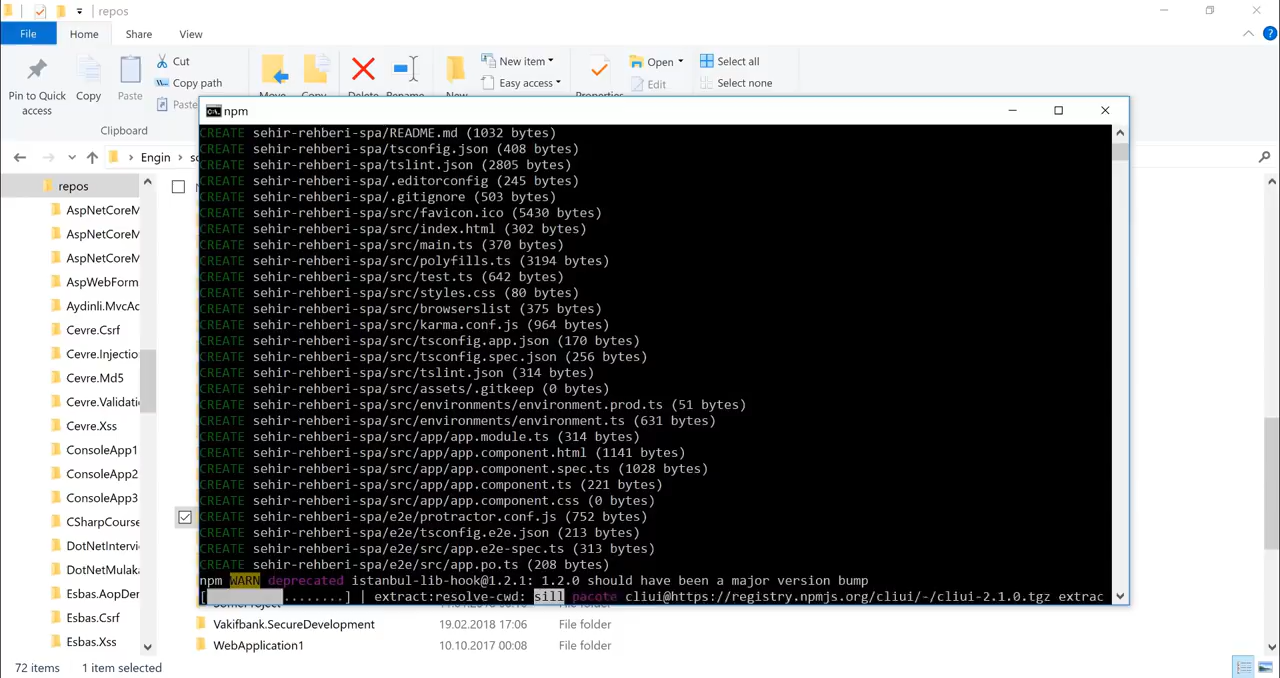 repos
File
Home
Share
View
Pin to Quick
access
Copy
Paste
Cut
Copy path
Paste
Clipboard
Move
Copy
Delete
Rename
New
New item
Easy access
Properties
Open
Edit
Select all
Select none
npm
Engin
repos
AspNetCoreM
AspNetCoreM
AspNetCoreM
AspWebForm
Aydinli.MvcAc
Cevre.Csrf
Cevre.Injectio
Cevre.Md5
Cevre.Validati
Cevre.Xss
ConsoleApp1
ConsoleApp2
ConsoleApp3
CSharpCourse
DotNetIntervi
DotNetMulak
Esbas.AopDer
Esbas.Csrf
Esbas.Xss
CREATE sehir-rehberi-spa/README.md (1032 bytes)
CREATE sehir-rehberi-spa/tsconfig.json (408 bytes)
CREATE sehir-rehberi-spa/tslint.json (2805 bytes)
CREATE sehir-rehberi-spa/.editorconfig (245 bytes)
CREATE sehir-rehberi-spa/.gitignore (503 bytes)
CREATE sehir-rehberi-spa/src/favicon.ico (5430 bytes)
CREATE sehir-rehberi-spa/src/index.html (302 bytes)
CREATE sehir-rehberi-spa/src/main.ts (370 bytes)
CREATE sehir-rehberi-spa/src/polyfills.ts (3194 bytes)
CREATE sehir-rehberi-spa/src/test.ts (642 bytes)
CREATE sehir-rehberi-spa/src/styles.css (80 bytes)
CREATE sehir-rehberi-spa/src/browserslist (375 bytes)
CREATE sehir-rehberi-spa/src/karma.conf.js (964 bytes)
CREATE sehir-rehberi-spa/src/tsconfig.app.json (170 bytes)
CREATE sehir-rehberi-spa/src/tsconfig.spec.json (256 bytes)
CREATE sehir-rehberi-spa/src/tslint.json (314 bytes)
CREATE sehir-rehberi-spa/src/assets/.gitkeep (0 bytes)
CREATE sehir-rehberi-spa/src/environments/environment.prod.ts (51 bytes)
CREATE sehir-rehberi-spa/src/environments/environment.ts (631 bytes)
CREATE sehir-rehberi-spa/src/app/app.module.ts (314 bytes)
CREATE sehir-rehberi-spa/src/app/app.component.html (1141 bytes)
CREATE sehir-rehberi-spa/src/app/app.component.spec.ts (1028 bytes)
CREATE sehir-rehberi-spa/src/app/app.component.ts (221 bytes)
CREATE sehir-rehberi-spa/src/app/app.component.css (0 bytes)
CREATE sehir-rehberi-spa/e2e/protractor.conf.js (752 bytes)
CREATE sehir-rehberi-spa/e2e/tsconfig.e2e.json (213 bytes)
CREATE sehir-rehberi-spa/e2e/src/app.e2e-spec.ts (313 bytes)
CREATE sehir-rehberi-spa/e2e/src/app.po.ts (208 bytes)
npm WARN deprecated istanbul-lib-hook@1.2.1: 1.2.0 should have been a major version bump
[ ........] | extract:resolve-cwd: sill pacote cliui@https://registry.npmjs.org/cliui/-/cliui-2.1.0.tgz extrac
Vakifbank.SecureDevelopment 19.02.2018 17:06 File folder
WebApplication1 10.10.2017 00:08 File folder
72 items
1 item selected